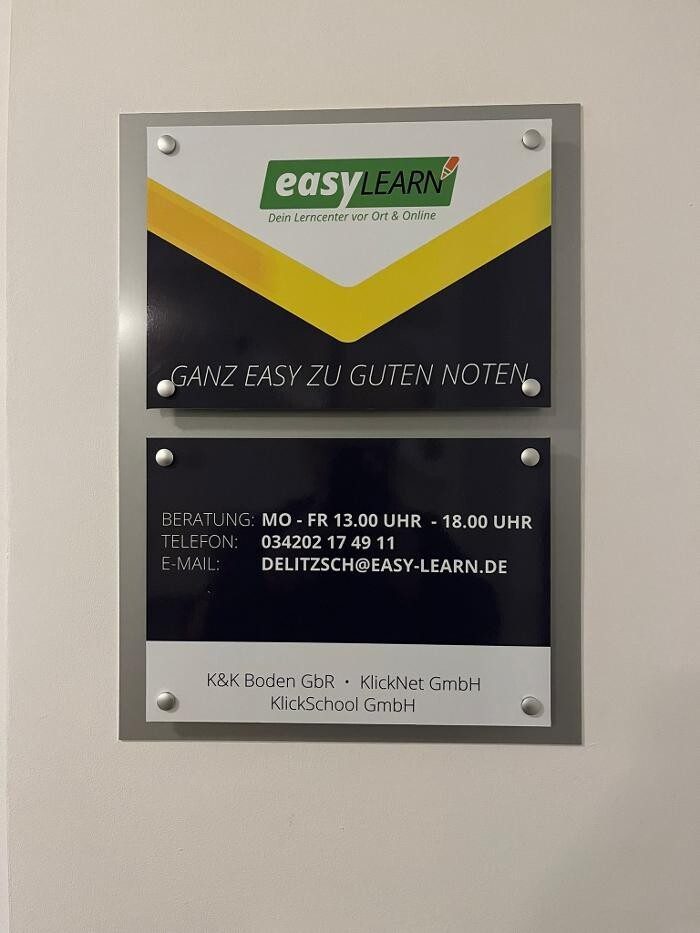 easyLEARN
Dein Lerncenter vor Ort & Online
GANZ EASY ZU GUTEN NOTEN
BERATUNG: MO - FR 13.00 UHR - 18.00 UHR
TELEFON: 034202 17 49 11
E-MAIL: DELITZSCH@EASY-LEARN.DE
K&K Boden GbR • KlickNet GmbH
KlickSchool GmbH